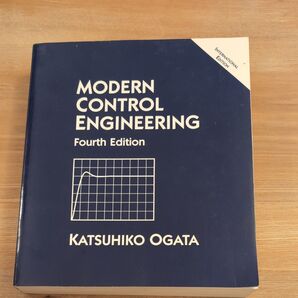 INTERNATIONAL
EDITION
MODERN
CONTROL
ENGINEERING
Fourth Edition
KATSUHIKO OGATA